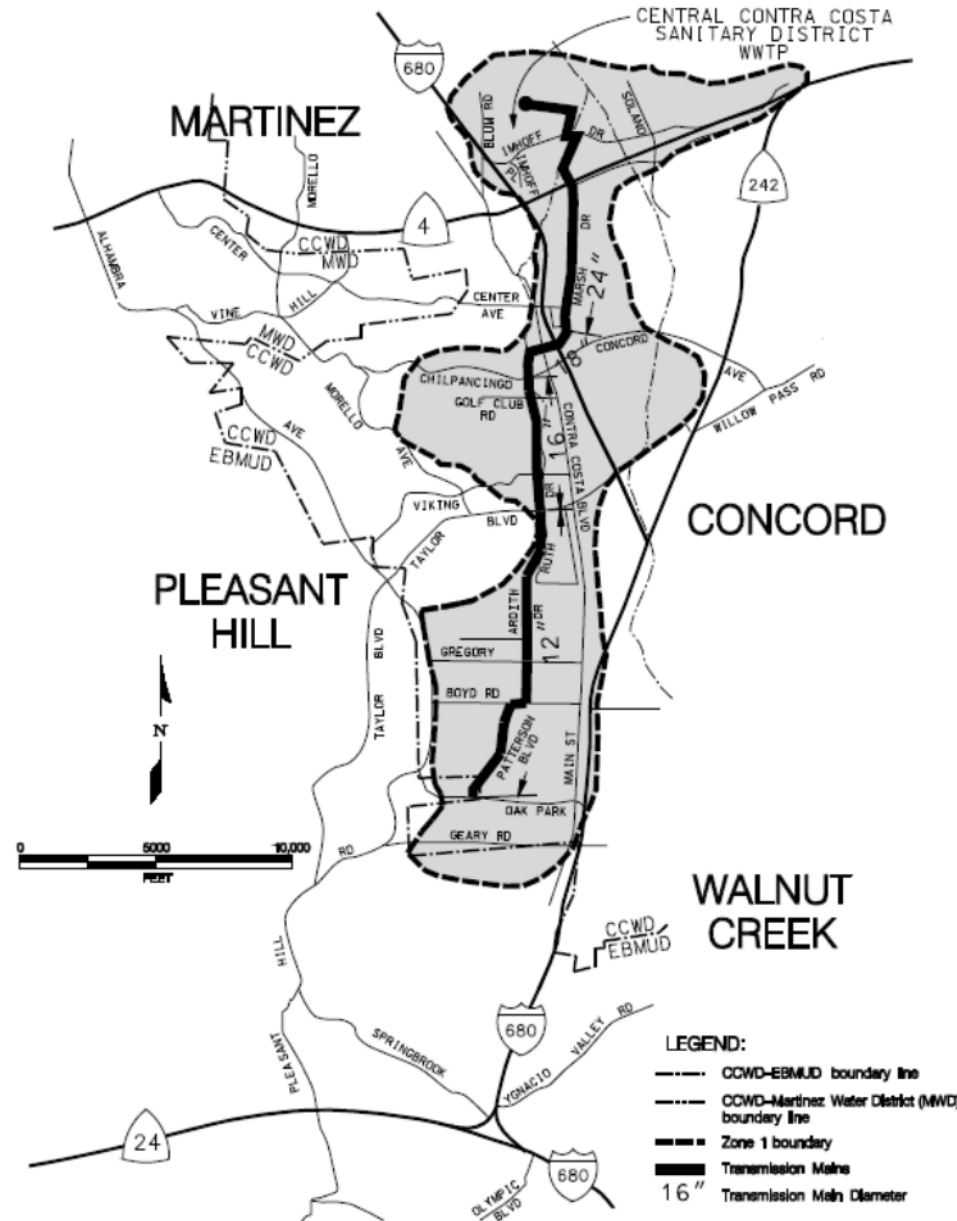 CENTRAL CONTRA COSTA
SANITARY DISTRICT
WWTP
680
MARTINEZ
BLUM RD
SOLANO
IMHOFF
DR
IMHOFF
PL
242
MORELLO
4
ALHAMBRA
CENTER
CCWD
MWD
DR
MARSH
24"
HILL
VINE
CENTER
AVE
MWD
CCWD
CONCORD
AVE
18"
CHILPANCINGO
GOLF CLUB
RD
MORELLO
AVE
WILLOW PASS RD
AVE
CCWD
EBMUD
16"
CONTRA COSTA BLVD
VIKING
DR
BLVD
TAYLOR
CONCORD
RUTH
PLEASANT
HILL
ARDITH
DR
12"
GREGORY
BLVD
TAYLOR
BOYD RD
N
PATTERSON
BLVD
MAIN ST
OAK PARK
0 5000 10,000
FEET
GEARY RD
RD
WALNUT
CREEK
CCWD
EBMUD
HILL
PLEASANT
SPRINGBROOK
680
YGNACIO VALLEY RD
24
680
OLYMPIC
BLVD
LEGEND:
CCWD-EBMUD boundary line
CCWD-Martinez Water District (MWD)
boundary line
Zone 1 boundary
Transmission Mains
16" Transmission Main Diameter